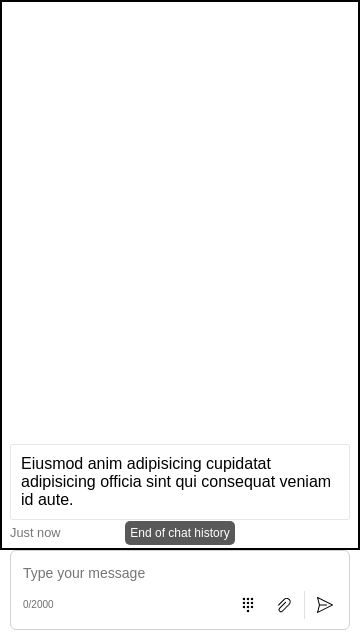 Eiusmod anim adipisicing cupidatat
adipisicing officia sint qui consequat veniam
id aute.
Just now
End of chat history
Type your message
0/2000